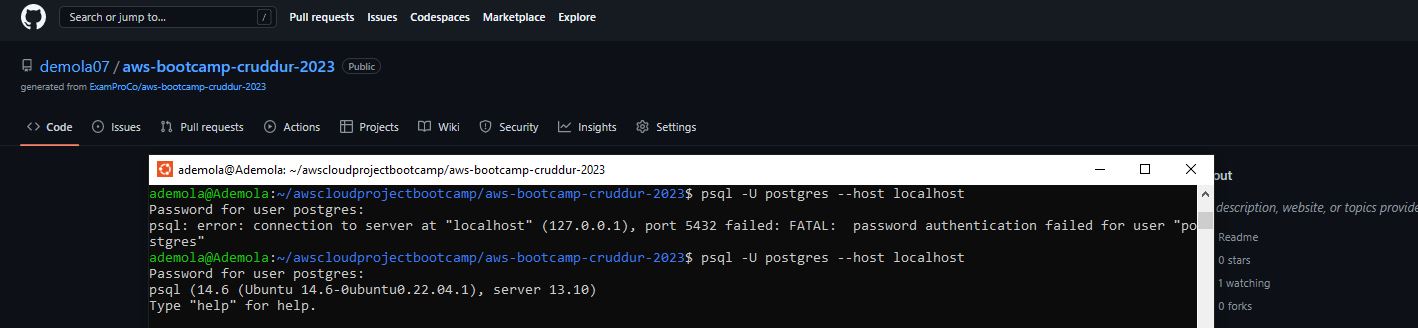 Search or jump to... /
Pull requests Issues Codespaces Marketplace Explore
demola07 / aws-bootcamp-cruddur-2023 Public
generated from ExamProCo/aws-bootcamp-cruddur-2023
Code Issues Pull requests Actions Projects Wiki Security Insights Settings
ademola@Ademola: ~/awscloudprojectbootcamp/aws-bootcamp-cruddur-2023
ademola@Ademola:~/awscloudprojectbootcamp/aws-bootcamp-cruddur-2023$ psql -U postgres --host localhost
Password for user postgres:
psql: error: connection to server at "localhost" (127.0.0.1), port 5432 failed: FATAL:  password authentication failed for user "po
stgres"
ademola@Ademola:~/awscloudprojectbootcamp/aws-bootcamp-cruddur-2023$ psql -U postgres --host localhost
Password for user postgres:
psql (14.6 (Ubuntu 14.6-0ubuntu0.22.04.1), server 13.10)
Type "help" for help.
out
description, website, or topics provide
Readme
0 stars
1 watching
0 forks